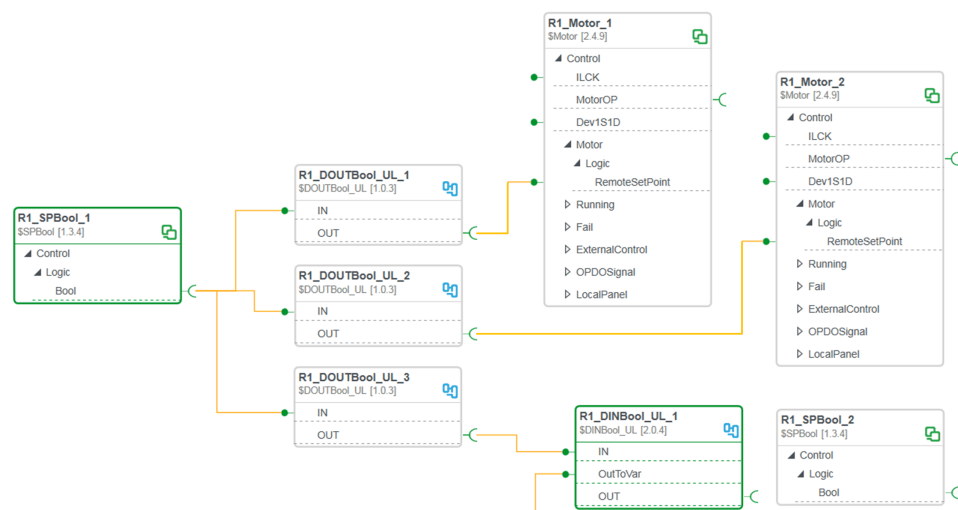 R1_Motor_1
$Motor [2.4.9]
Control
ILCK
MotorOP
Dev1S1D
Motor
Logic
RemoteSetPoint
Running
Fail
ExternalControl
OPDOSignal
LocalPanel
R1_Motor_2
$Motor [2.4.9]
Control
ILCK
MotorOP
Dev1S1D
Motor
Logic
RemoteSetPoint
Running
Fail
ExternalControl
OPDOSignal
LocalPanel
R1_DOUTBool_UL_1
$DOUTBool_UL [1.0.3]
IN
OUT
R1_SPBool_1
$SPBool [1.3.4]
Control
Logic
Bool
R1_DOUTBool_UL_2
$DOUTBool_UL [1.0.3]
IN
OUT
R1_DOUTBool_UL_3
$DOUTBool_UL [1.0.3]
IN
OUT
R1_DINBool_UL_1
$DINBool_UL [2.0.4]
IN
OutToVar
OUT
R1_SPBool_2
$SPBool [1.3.4]
Control
Logic
Bool